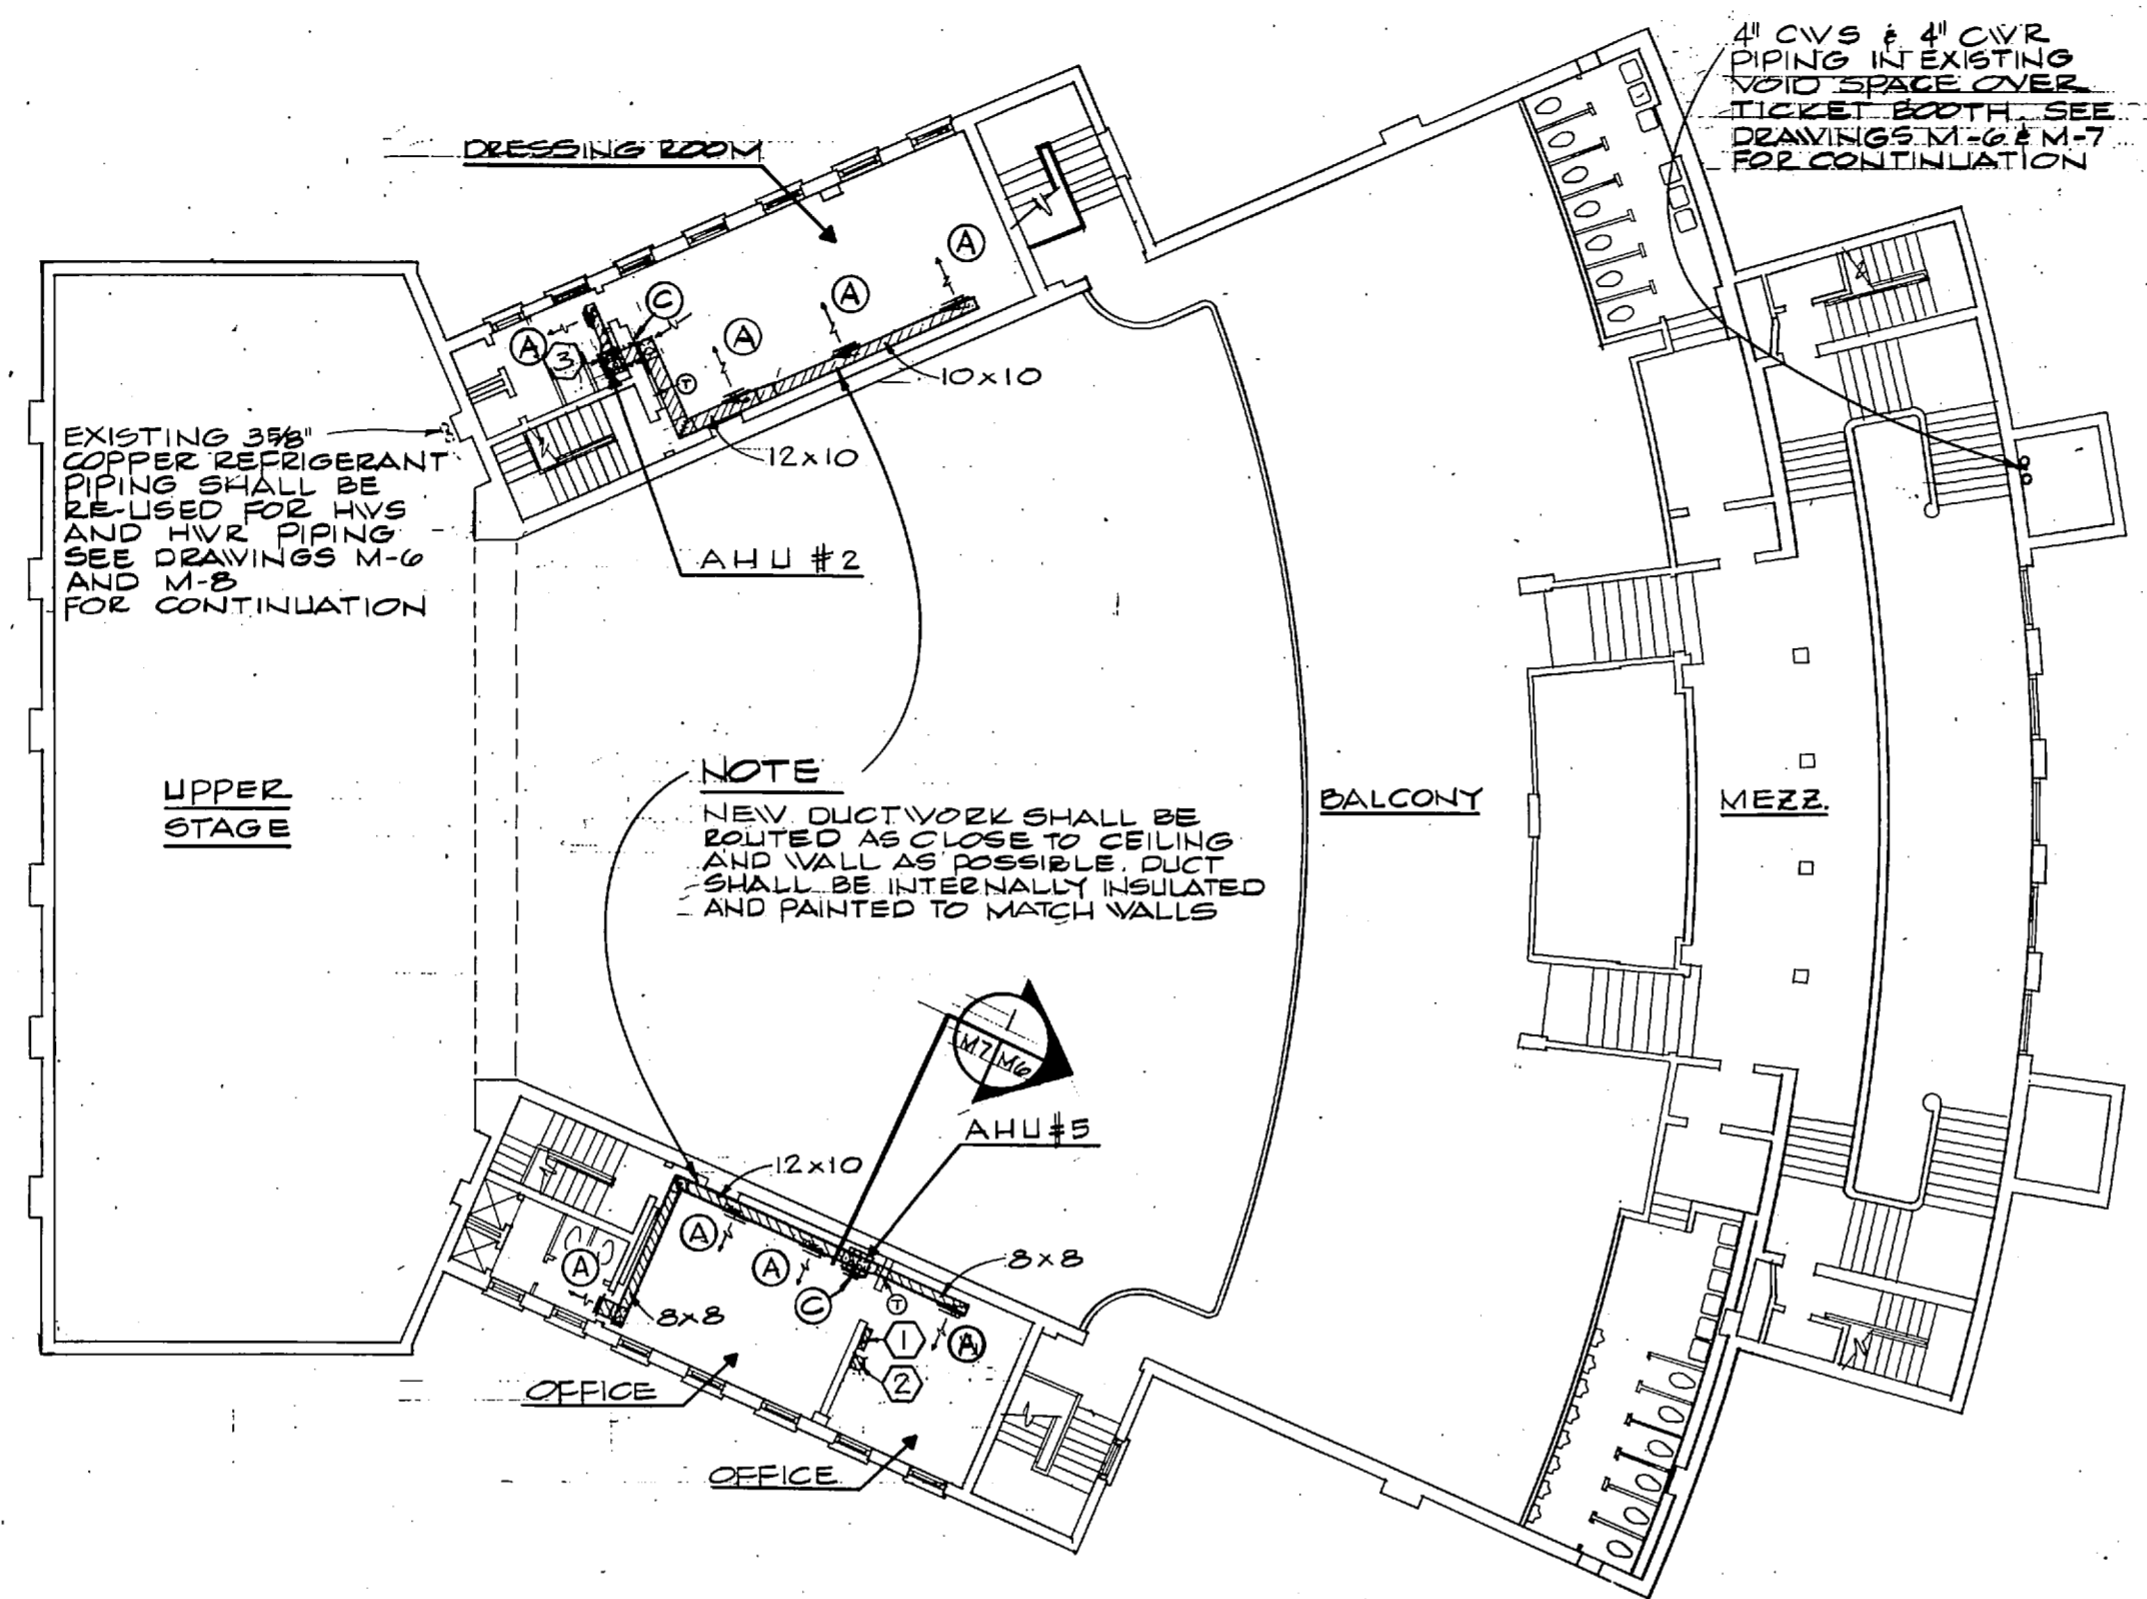 4" CWS & 4" CWR
PIPING IN EXISTING
VOID SPACE OVER
TICKET BOOTH. SEE
DRAWINGS M-6 & M-7
FOR CONTINUATION
DRESSING ROOM
A
A
C
A
A
3
T
10x10
12x10
EXISTING 3 5/8"
COPPER REFRIGERANT
PIPING SHALL BE
RE-USED FOR HWS
AND HWR PIPING
SEE DRAWINGS M-6
AND M-8
FOR CONTINUATION
AHU #2
UPPER
STAGE
NOTE
NEW DUCTWORK SHALL BE
ROUTED AS CLOSE TO CEILING
AND WALL AS POSSIBLE. DUCT
SHALL BE INTERNALLY INSULATED
AND PAINTED TO MATCH WALLS
BALCONY
MEZZ.
1
M7 M6
AHU #5
12x10
A
A
A
8x8
C
T
8x8
1
A
2
OFFICE
OFFICE